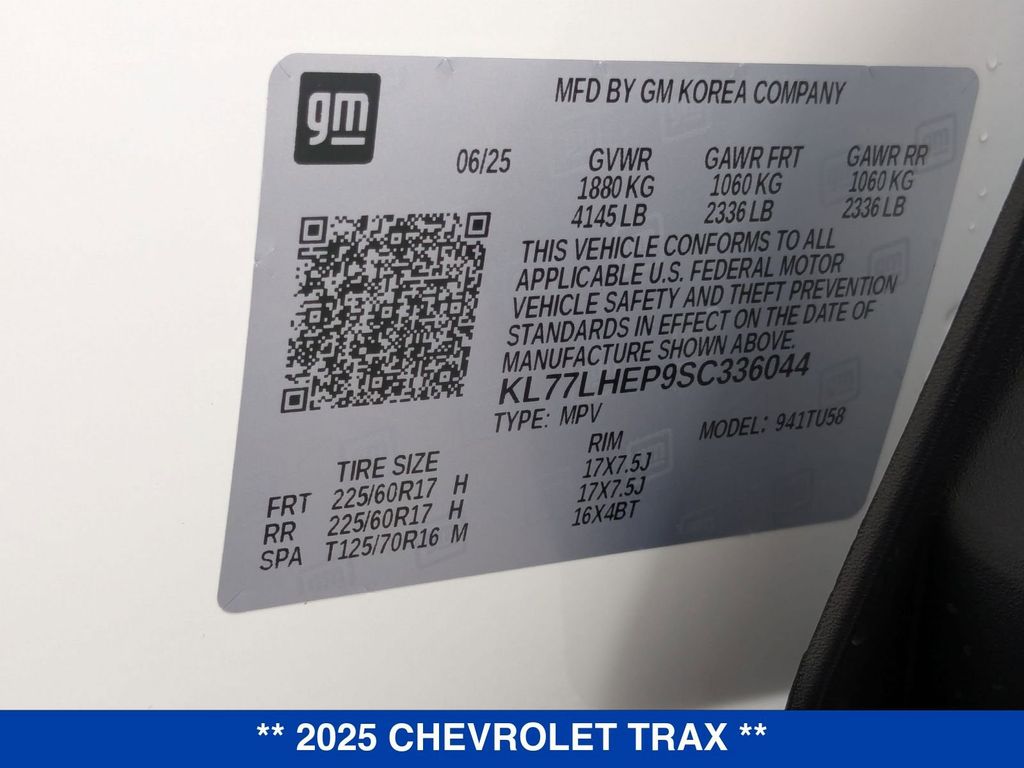 gm
MFD BY GM KOREA COMPANY
06/25 GVWR GAWR FRT GAWR RR
1880 KG 1060 KG 1060 KG
4145 LB 2336 LB 2336 LB
THIS VEHICLE CONFORMS TO ALL
APPLICABLE U.S. FEDERAL MOTOR
VEHICLE SAFETY AND THEFT PREVENTION
STANDARDS IN EFFECT ON THE DATE OF
MANUFACTURE SHOWN ABOVE.
KL77LHEP9SC336044
TYPE: MPV MODEL: 941TU58
TIRE SIZE RIM
FRT 225/60R17 H 17X7.5J
RR 225/60R17 H 17X7.5J
SPA T125/70R16 M 16X4BT
** 2025 CHEVROLET TRAX **